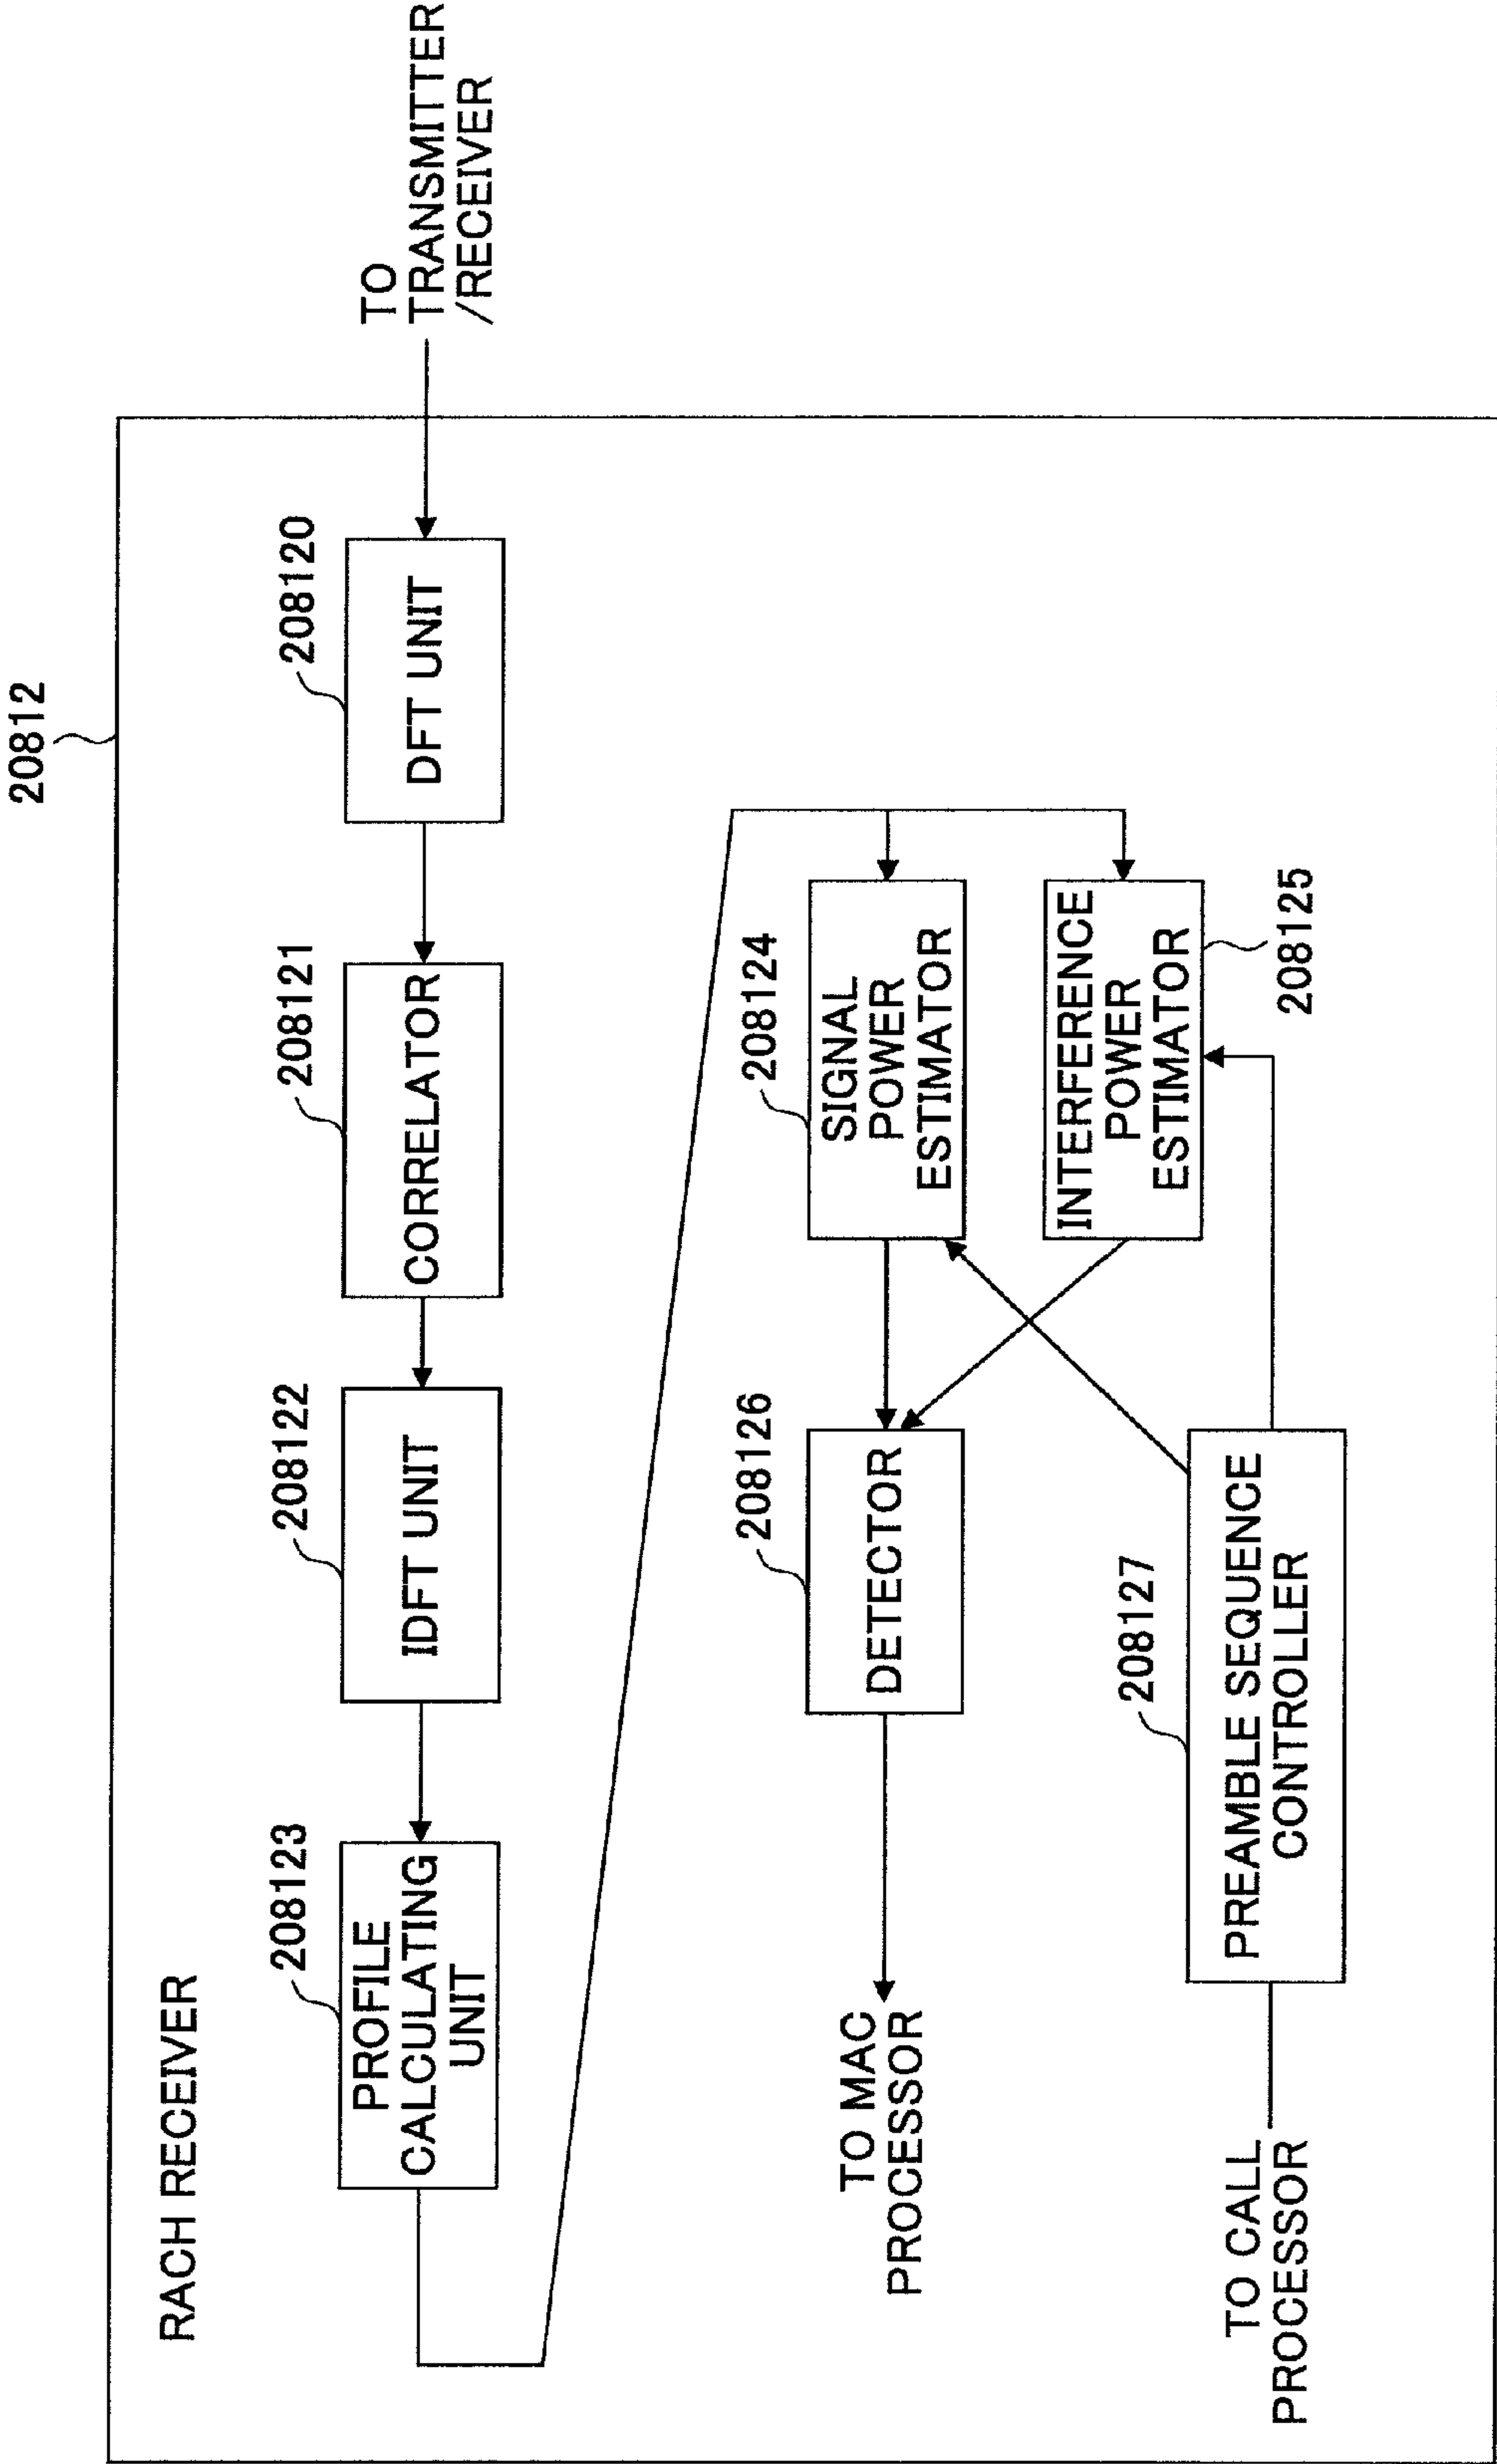 20812
RACH RECEIVER
TO
TRANSMITTER
/RECEIVER
208120
DFT UNIT
208121
CORRELATOR
208122
IDFT UNIT
208123
PROFILE
CALCULATING
UNIT
208124
SIGNAL
POWER
ESTIMATOR
INTERFERENCE
POWER
ESTIMATOR
208125
208126
DETECTOR
TO MAC
PROCESSOR
208127
PREAMBLE SEQUENCE
CONTROLLER
TO CALL
PROCESSOR